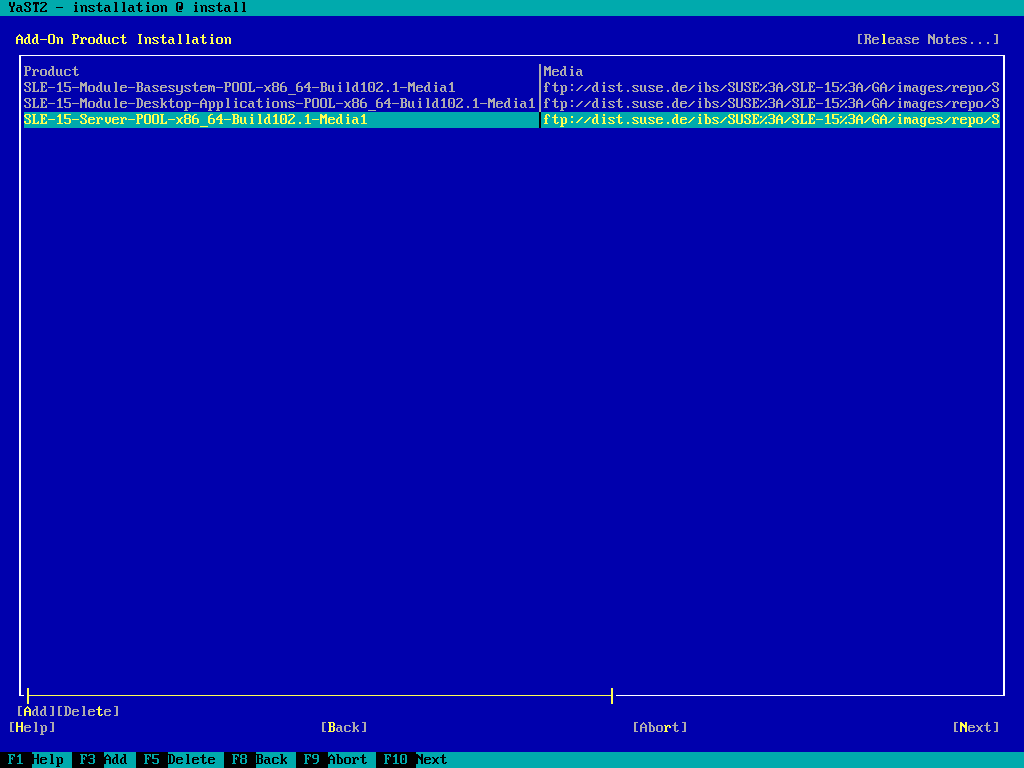 YaST2 - installation @ install
Add-On Product Installation [Release Notes...]
Product |Media
SLE-15-Module-Basesystem-POOL-x86_64-Build102.1-Media1 |ftp://dist.suse.de/ibs/SUSE%3A/SLE-15%3A/GA/images/repo/S
SLE-15-Module-Desktop-Applications-POOL-x86_64-Build102.1-Media1|ftp://dist.suse.de/ibs/SUSE%3A/SLE-15%3A/GA/images/repo/S
SLE-15-Server-POOL-x86_64-Build102.1-Media1 |ftp://dist.suse.de/ibs/SUSE%3A/SLE-15%3A/GA/images/repo/S
[Add][Delete]
[Help] [Back] [Abort] [Next]
F1 Help F3 Add F5 Delete F8 Back F9 Abort F10 Next